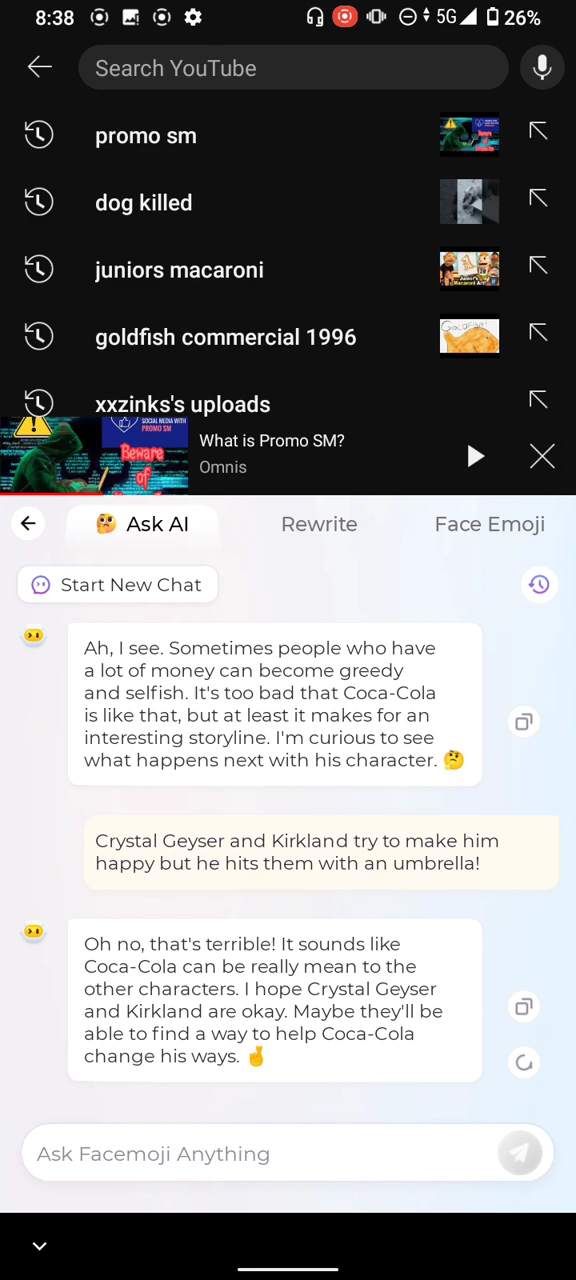 8:38
5G
26%
Search YouTube
promo sm
dog killed
juniors macaroni
goldfish commercial 1996
xxzinks's uploads
SOCIAL MEDIA WITH
PROMO SM
Beware
of
What is Promo SM?
Omnis
Ask AI
Rewrite
Face Emoji
Start New Chat
Ah, I see. Sometimes people who have
a lot of money can become greedy
and selfish. It's too bad that Coca-Cola
is like that, but at least it makes for an
interesting storyline. I'm curious to see
what happens next with his character. 🤔
Crystal Geyser and Kirkland try to make him
happy but he hits them with an umbrella!
Oh no, that's terrible! It sounds like
Coca-Cola can be really mean to the
other characters. I hope Crystal Geyser
and Kirkland are okay. Maybe they'll be
able to find a way to help Coca-Cola
change his ways. 🤞
Ask Facemoji Anything